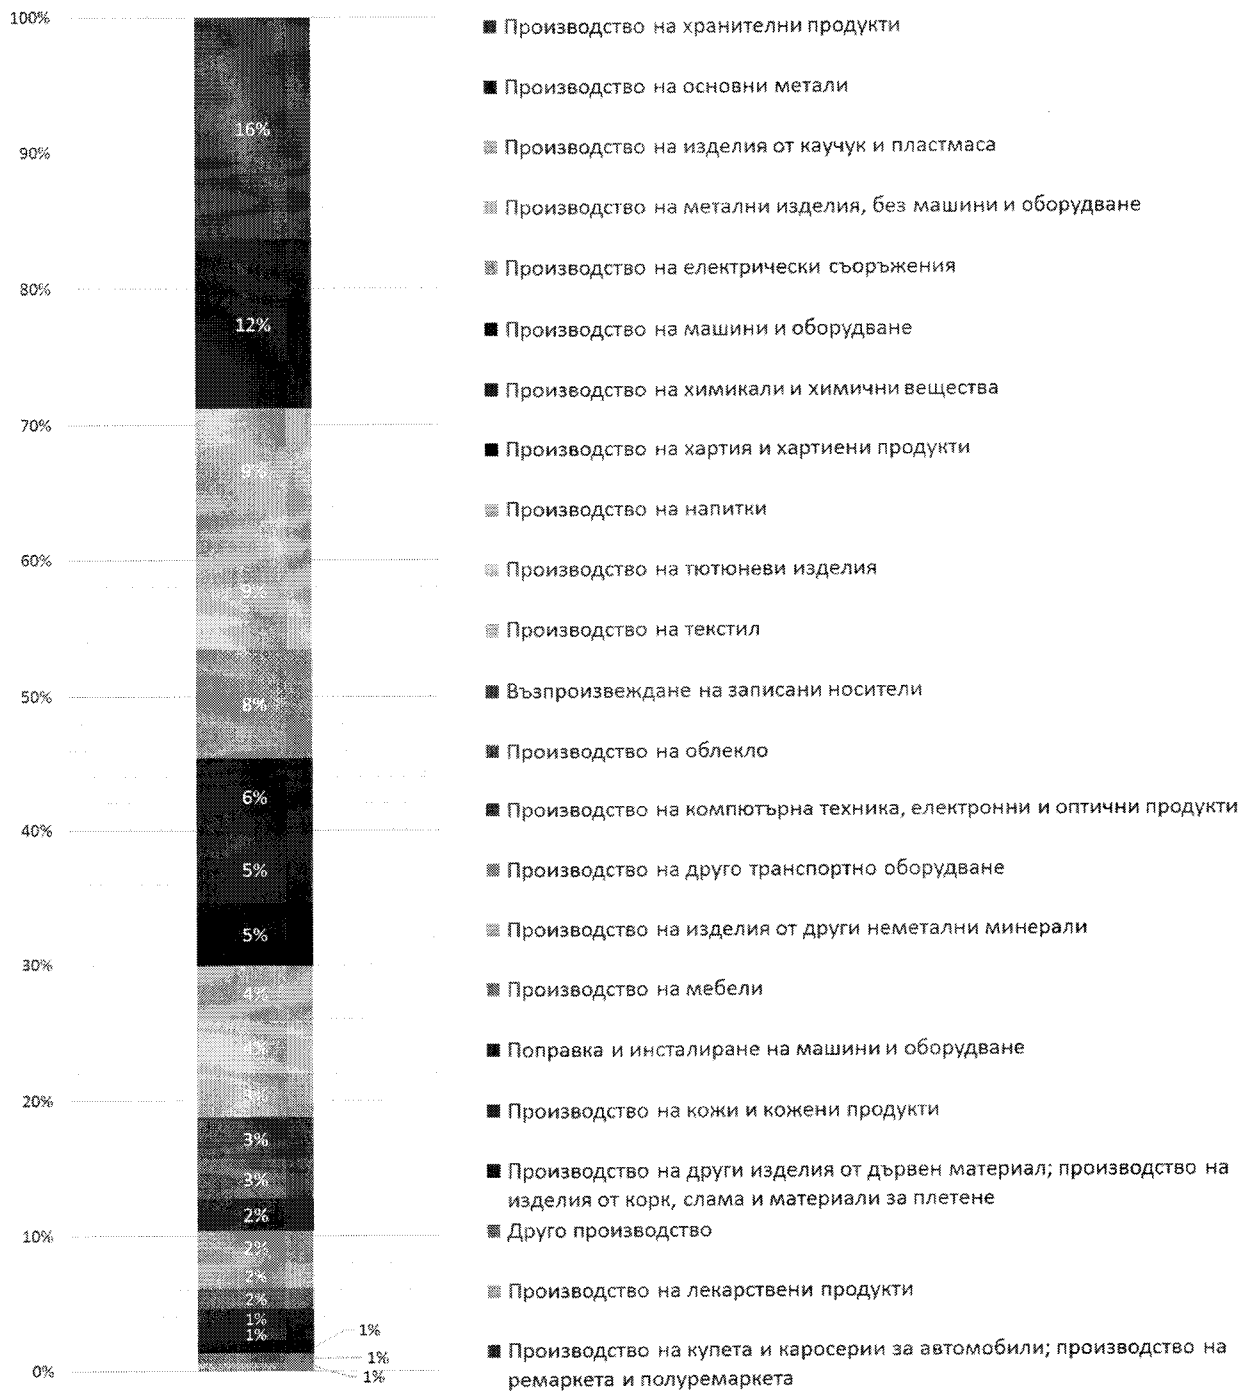 100%
90%
80%
70%
60%
50%
40%
30%
20%
10%
0%
16%
12%
9%
9%
8%
6%
5%
5%
4%
4%
4%
3%
3%
2%
2%
2%
2%
1%
1%
1%
1%
1%
Производство на хранителни продукти
Производство на основни метали
Производство на изделия от каучук и пластмаса
Производство на метални изделия, без машини и оборудване
Производство на електрически съоръжения
Производство на машини и оборудване
Производство на химикали и химични вещества
Производство на хартия и хартиени продукти
Производство на напитки
Производство на тютюневи изделия
Производство на текстил
Възпроизвеждане на записани носители
Производство на облекло
Производство на компютърна техника, електронни и оптични продукти
Производство на друго транспортно оборудване
Производство на изделия от други неметални минерали
Производство на мебели
Поправка и инсталиране на машини и оборудване
Производство на кожи и кожени продукти
Производство на други изделия от дървен материал; производство на
изделия от корк, слама и материали за плетене
Друго производство
Производство на лекарствени продукти
Производство на купета и каросерии за автомобили; производство на
ремаркета и полуремаркета